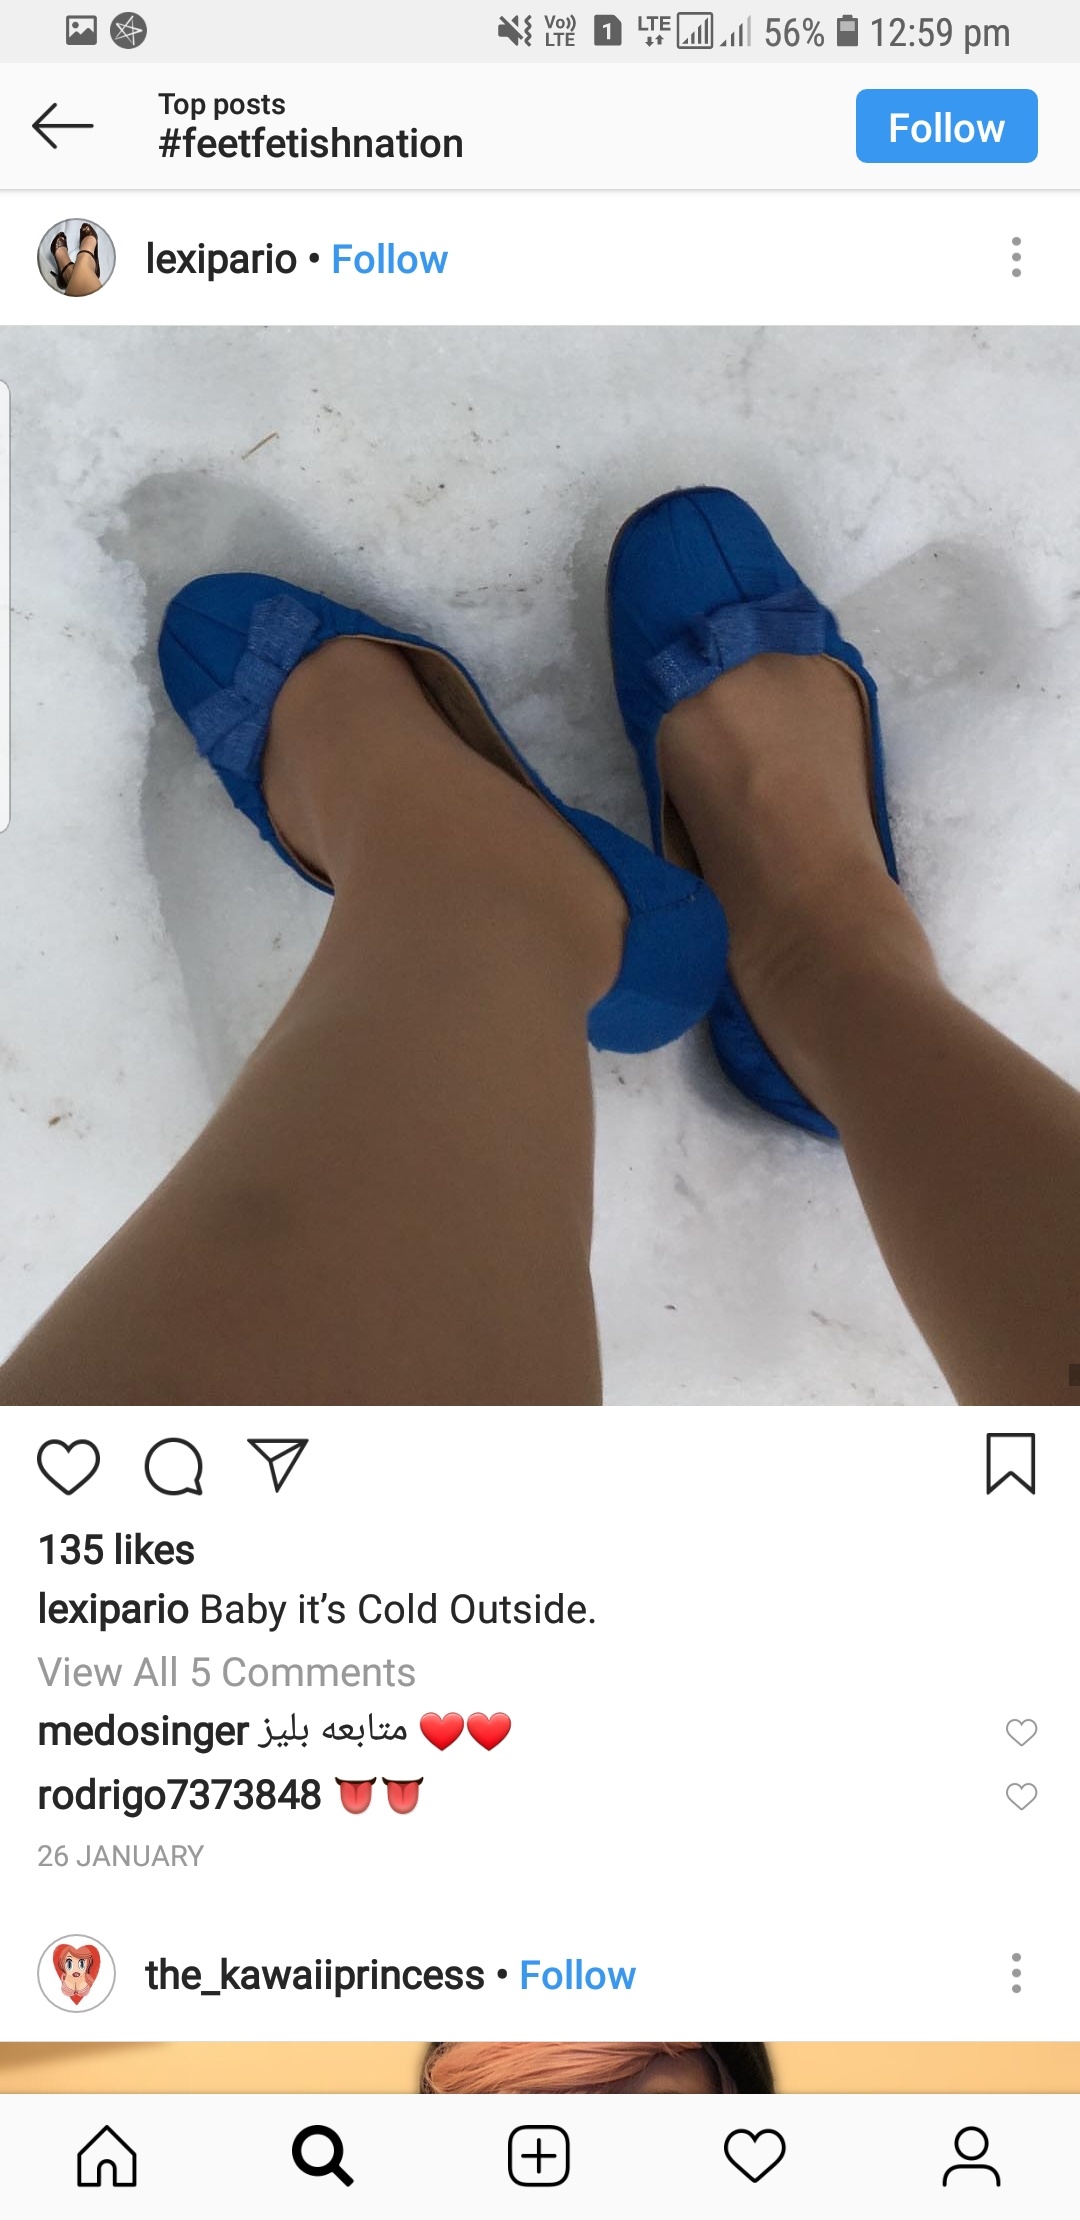 Vo)) LTE 1 LTE 56% 12:59 pm
Top posts
#feetfetishnation
Follow
lexipario • Follow
135 likes
lexipario Baby it's Cold Outside.
View All 5 Comments
medosinger متابعه بليز ❤️❤️
rodrigo7373848 👅👅
26 JANUARY
the_kawaiiprincess • Follow